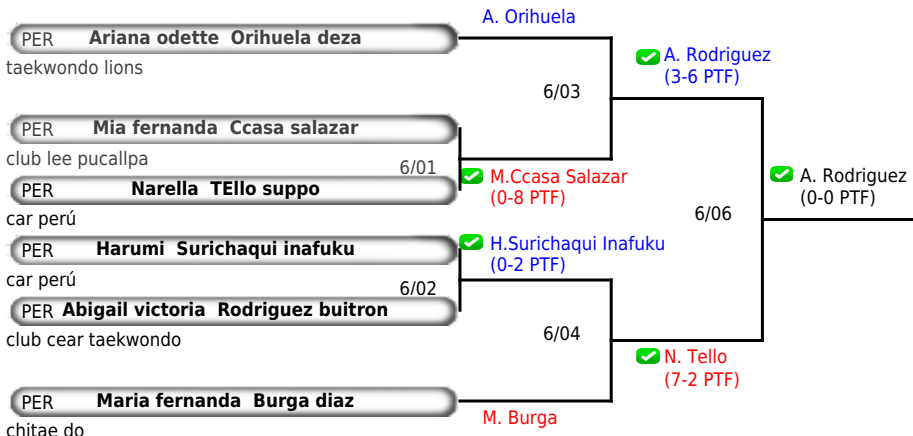 A. Orihuela
PER Ariana odette Orihuela deza
taekwondo lions
A. Rodriguez
(3-6 PTF)
6/03
PER Mia fernanda Ccasa salazar
club lee pucallpa
6/01
M.Ccasa Salazar
(0-8 PTF)
PER Narella TEllo suppo
car perú
A. Rodriguez
(0-0 PTF)
6/06
PER Harumi Surichaqui inafuku
car perú
H.Surichaqui Inafuku
(0-2 PTF)
6/02
PER Abigail victoria Rodriguez buitron
club cear taekwondo
6/04
N. Tello
(7-2 PTF)
PER Maria fernanda Burga diaz
chitae do
M. Burga